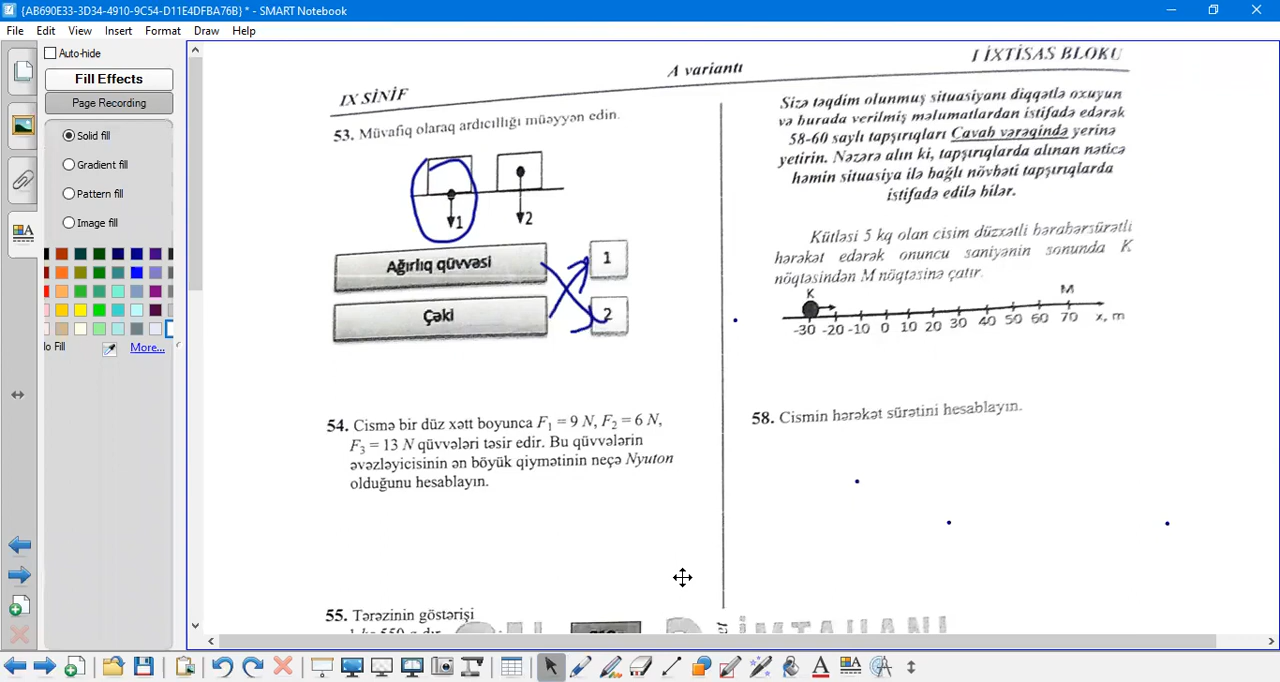 {AB690E33-3D34-4910-9C54-D11E4DFBA76B} * - SMART Notebook
File Edit View Insert Format Draw Help
Auto-hide
Fill Effects
Page Recording
Solid fill
Gradient fill
Pattern fill
Image fill
lo Fill
More...
A variantı
I İXTİSAS BLOKU
IX SİNİF
53. Müvafiq olaraq ardıcıllığı müəyyən edin.
1
2
Ağırlıq qüvvəsi
1
Çəki
2
54. Cismə bir düz xətt boyunca F₁ = 9 N, F₂ = 6 N,
F₃ = 13 N qüvvələri təsir edir. Bu qüvvələrin
əvəzləyicisinin ən böyük qiymətinin neçə Nyuton
olduğunu hesablayın.
55. Tərəzinin göstərişi
Sizə təqdim olunmuş situasiyanı diqqətlə oxuyun
və burada verilmiş məlumatlardan istifadə edərək
58-60 saylı tapşırıqları Cavab vərəqində yerinə
yetirin. Nəzərə alın ki, tapşırıqlarda alınan nəticə
həmin situasiya ilə bağlı növbəti tapşırıqlarda
istifadə edilə bilər.
Kütləsi 5 kq olan cisim düzxətli bərabərsürətli
hərəkət edərək onuncu saniyənin sonunda K
nöqtəsindən M nöqtəsinə çatır.
K
M
-30 -20 -10 0 10 20 30 40 50 60 70 x, m
58. Cismin hərəkət sürətini hesablayın.